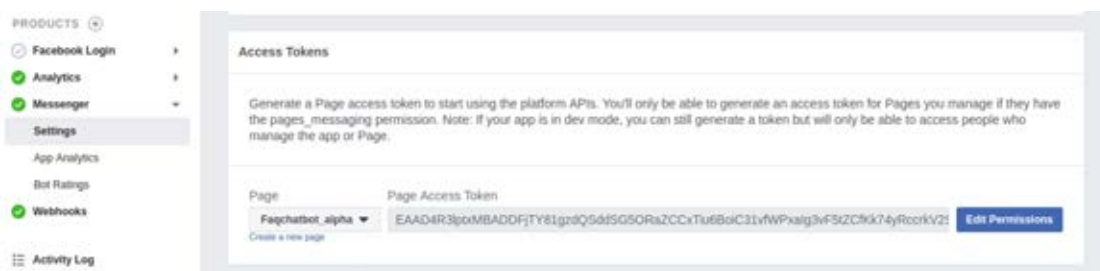 PRODUCTS
Facebook Login
Analytics
Messenger
Settings
App Analytics
Bot Ratings
Webhooks
Activity Log
Access Tokens
Generate a Page access token to start using the platform APIs. You'll only be able to generate an access token for Pages you manage if they have
the pages_messaging permission. Note: If your app is in dev mode, you can still generate a token but will only be able to access people who
manage the app or Page.
Page
Page Access Token
Faqchatbot_alpha
Edit Permissions
Create a new page